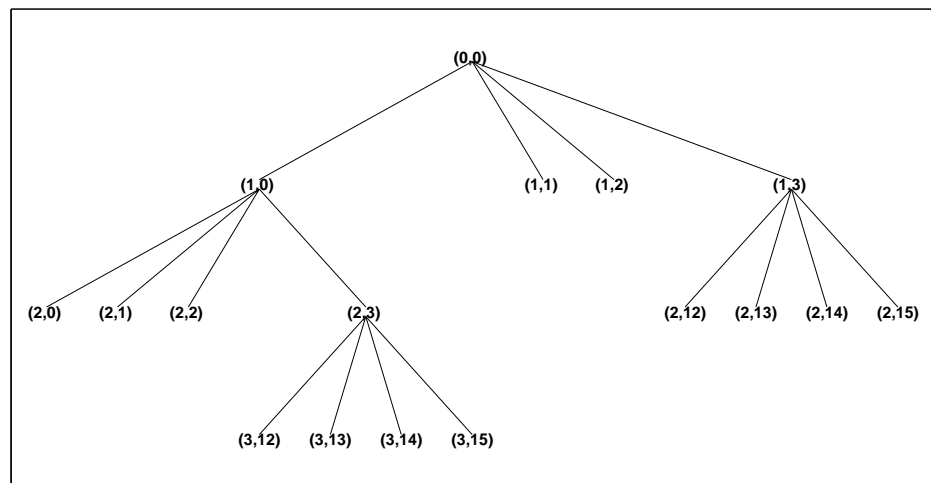 (0,0)
(1,0) (1,1) (1,2) (1,3)
(2,0) (2,1) (2,2) (2,3) (2,12) (2,13) (2,14) (2,15)
(3,12) (3,13) (3,14) (3,15)